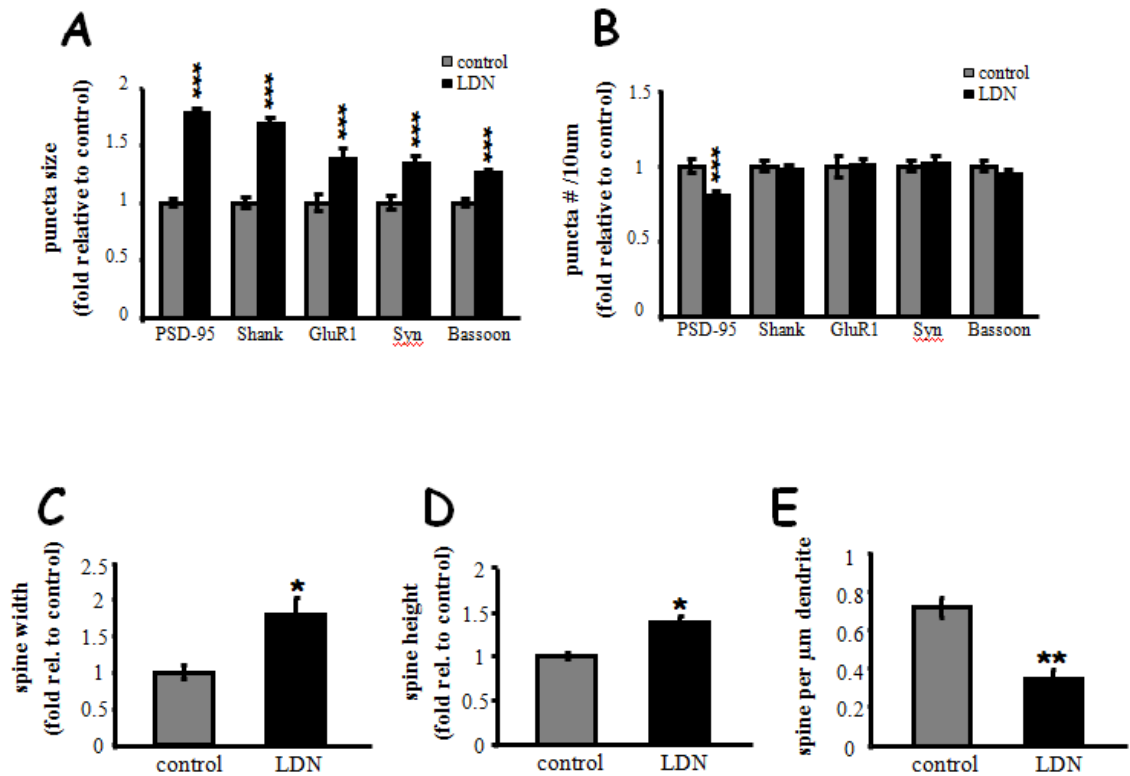 A
control
LDN
puncta size
(fold relative to control)
2
1.5
1
0.5
0
***
***
***
***
***
PSD-95 Shank GluR1 Syn Bassoon
B
control
LDN
puncta # /10um
(fold relative to control)
1.5
1
0.5
0
***
PSD-95 Shank GluR1 Syn Bassoon
C
spine width
(fold rel. to control)
2.5
2
1.5
1
0.5
0
*
control LDN
D
spine height
(fold rel. to control)
2
1.5
1
0.5
0
*
control LDN
E
spine per µm dendrite
1
0.8
0.6
0.4
0.2
0
**
control LDN